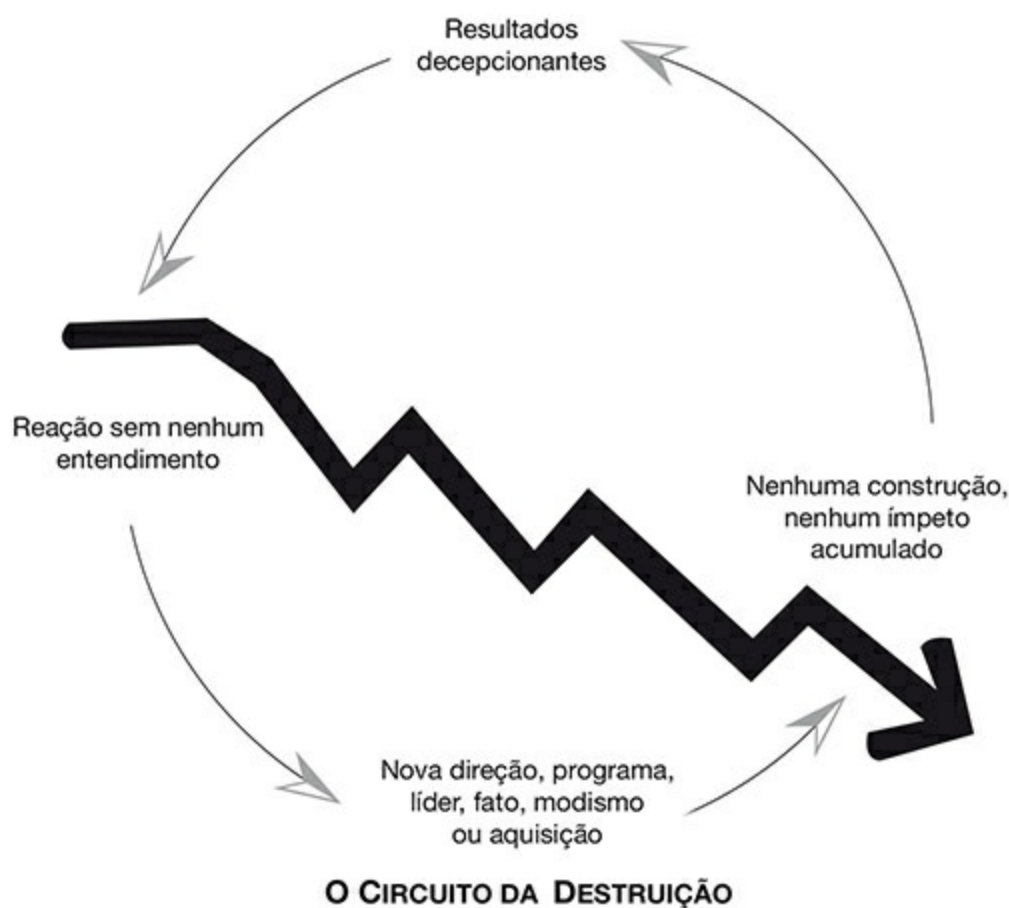 Resultados
decepcionantes
Reação sem nenhum
entendimento
Nova direção, programa,
líder, fato, modismo
ou aquisição
Nenhuma construção,
nenhum ímpeto
acumulado
O CIRCUITO DA DESTRUIÇÃO